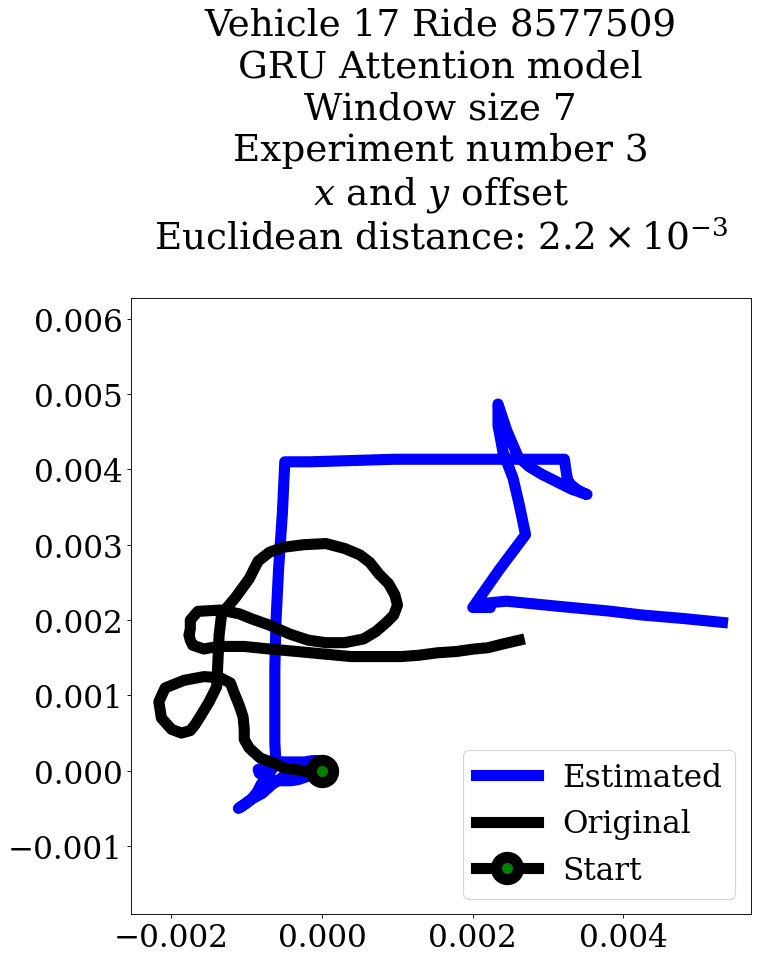 Vehicle 17 Ride 8577509
GRU Attention model
Window size 7
Experiment number 3
x and y offset
Euclidean distance: 2.2 × 10⁻³
0.006
0.005
0.004
0.003
0.002
0.001
0.000
−0.001
Estimated
Original
Start
−0.002 0.000 0.002 0.004